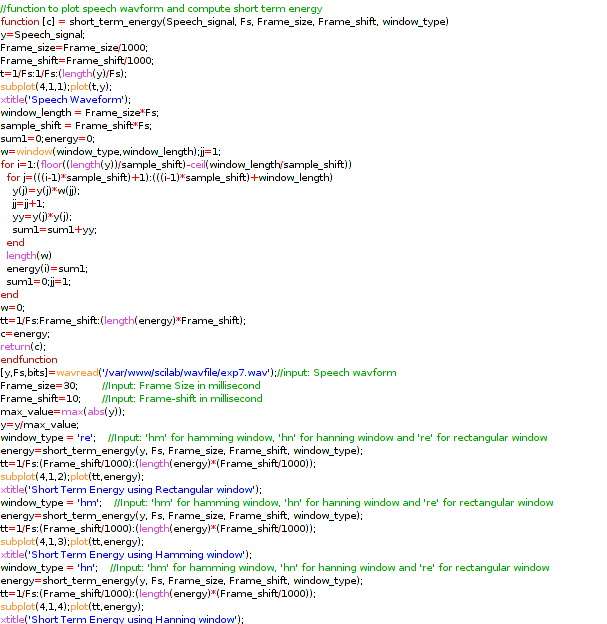 //function to plot speech wavform and compute short term energy
function [c] = short_term_energy(Speech_signal, Fs, Frame_size, Frame_shift, window_type)
y=Speech_signal;
Frame_size=Frame_size/1000;
Frame_shift=Frame_shift/1000;
t=1/Fs:1/Fs:(length(y)/Fs);
subplot(4,1,1);plot(t,y);
xtitle('Speech Waveform');
window_length = Frame_size*Fs;
sample_shift = Frame_shift*Fs;
sum1=0;energy=0;
w=window(window_type,window_length);jj=1;
for i=1:(floor((length(y))/sample_shift)-ceil(window_length/sample_shift))
  for j=(((i-1)*sample_shift)+1):(((i-1)*sample_shift)+window_length)
    y(j)=y(j)*w(jj);
    jj=jj+1;
    yy=y(j)*y(j);
    sum1=sum1+yy;
  end
  length(w)
  energy(i)=sum1;
  sum1=0;jj=1;
end
w=0;
tt=1/Fs:Frame_shift:(length(energy)*Frame_shift);
c=energy;
return(c);
endfunction
[y,Fs,bits]=wavread('/var/www/scilab/wavfile/exp7.wav');//input: Speech wavform
Frame_size=30;      //Input: Frame Size in millisecond
Frame_shift=10;      //Input: Frame-shift in millisecond
max_value=max(abs(y));
y=y/max_value;
window_type = 're';    //Input: 'hm' for hamming window, 'hn' for hanning window and 're' for rectangular window
energy=short_term_energy(y, Fs, Frame_size, Frame_shift, window_type);
tt=1/Fs:(Frame_shift/1000):(length(energy)*(Frame_shift/1000));
subplot(4,1,2);plot(tt,energy);
xtitle('Short Term Energy using Rectangular window');
window_type = 'hm';    //Input: 'hm' for hamming window, 'hn' for hanning window and 're' for rectangular window
energy=short_term_energy(y, Fs, Frame_size, Frame_shift, window_type);
tt=1/Fs:(Frame_shift/1000):(length(energy)*(Frame_shift/1000));
subplot(4,1,3);plot(tt,energy);
xtitle('Short Term Energy using Hamming window');
window_type = 'hn';    //Input: 'hm' for hamming window, 'hn' for hanning window and 're' for rectangular window
energy=short_term_energy(y, Fs, Frame_size, Frame_shift, window_type);
tt=1/Fs:(Frame_shift/1000):(length(energy)*(Frame_shift/1000));
subplot(4,1,4);plot(tt,energy);
xtitle('Short Term Energy using Hanning window');